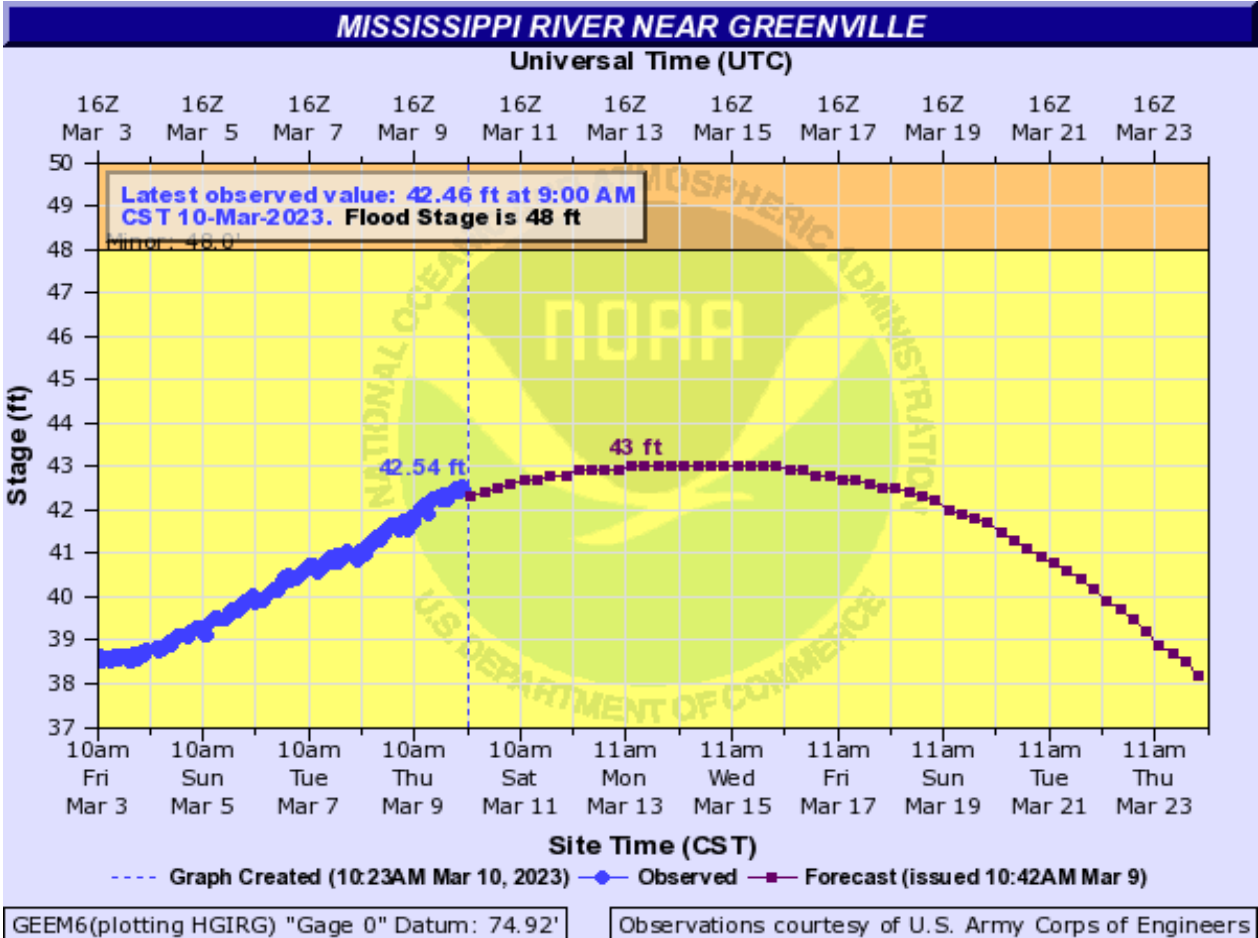 MISSISSIPPI RIVER NEAR GREENVILLE
Universal Time (UTC)
16Z 16Z 16Z 16Z 16Z 16Z 16Z 16Z 16Z 16Z 16Z
Mar 3 Mar 5 Mar 7 Mar 9 Mar 11 Mar 13 Mar 15 Mar 17 Mar 19 Mar 21 Mar 23
Latest observed value: 42.46 ft at 9:00 AM
CST 10-Mar-2023. Flood Stage is 48 ft
Minor: 48.0'
NATIONAL OCEANIC AND ATMOSPHERIC ADMINISTRATION
NOAA
U.S. DEPARTMENT OF COMMERCE
Stage (ft)
50
49
48
47
46
45
44
43
42
41
40
39
38
37
42.54 ft
43 ft
10am 10am 10am 10am 10am 11am 11am 11am 11am 11am 11am
Fri Sun Tue Thu Sat Mon Wed Fri Sun Tue Thu
Mar 3 Mar 5 Mar 7 Mar 9 Mar 11 Mar 13 Mar 15 Mar 17 Mar 19 Mar 21 Mar 23
Site Time (CST)
Graph Created (10:23AM Mar 10, 2023) Observed Forecast (issued 10:42AM Mar 9)
GEEM6(plotting HGIRG) "Gage 0" Datum: 74.92'
Observations courtesy of U.S. Army Corps of Engineers